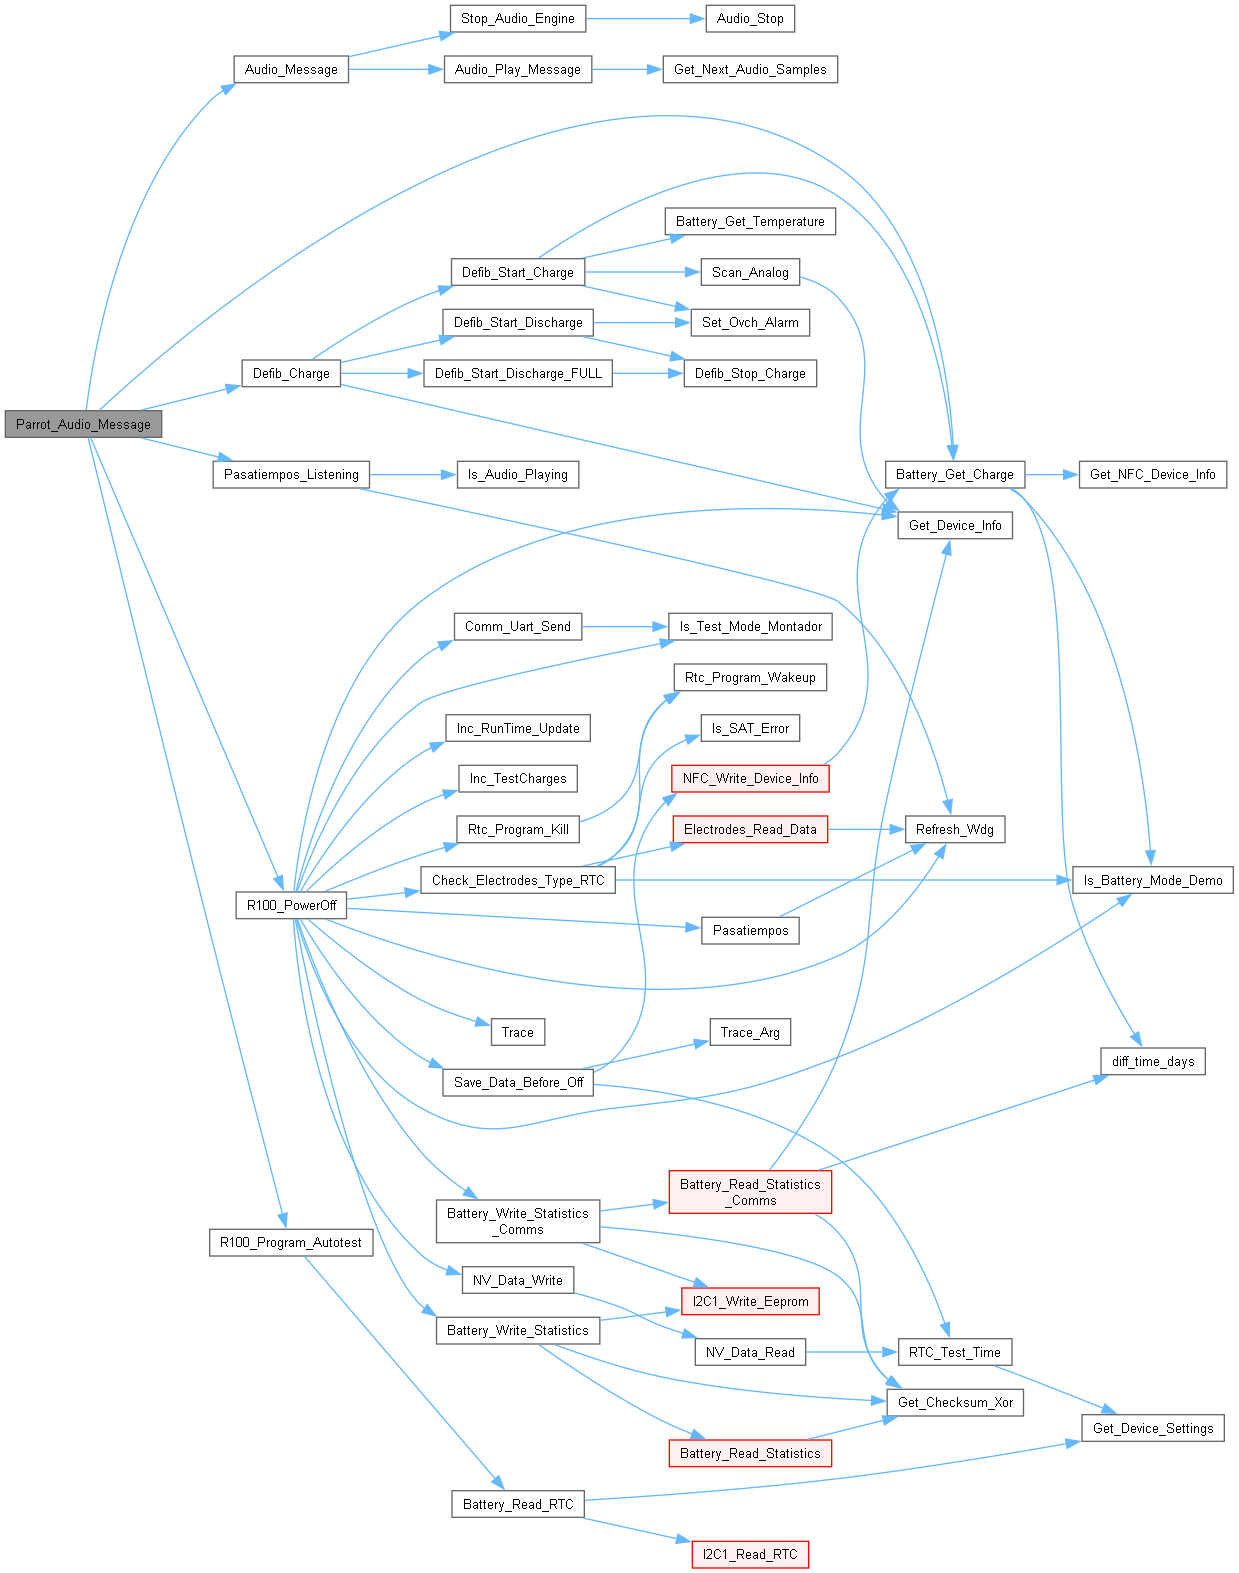 Stop_Audio_Engine
Audio_Stop
Audio_Message
Audio_Play_Message
Get_Next_Audio_Samples
Battery_Get_Temperature
Defib_Start_Charge
Scan_Analog
Defib_Start_Discharge
Set_Ovch_Alarm
Defib_Charge
Defib_Start_Discharge_FULL
Defib_Stop_Charge
Parrot_Audio_Message
Pasatiempos_Listening
Is_Audio_Playing
Battery_Get_Charge
Get_NFC_Device_Info
Get_Device_Info
Comm_Uart_Send
Is_Test_Mode_Montador
Rtc_Program_Wakeup
Inc_RunTime_Update
Is_SAT_Error
Inc_TestCharges
NFC_Write_Device_Info
Rtc_Program_Kill
Electrodes_Read_Data
Refresh_Wdg
Check_Electrodes_Type_RTC
Is_Battery_Mode_Demo
R100_PowerOff
Pasatiempos
Trace
Trace_Arg
diff_time_days
Save_Data_Before_Off
Battery_Read_Statistics
_Comms
Battery_Write_Statistics
_Comms
R100_Program_Autotest
NV_Data_Write
I2C1_Write_Eeprom
Battery_Write_Statistics
NV_Data_Read
RTC_Test_Time
Get_Checksum_Xor
Get_Device_Settings
Battery_Read_Statistics
Battery_Read_RTC
I2C1_Read_RTC